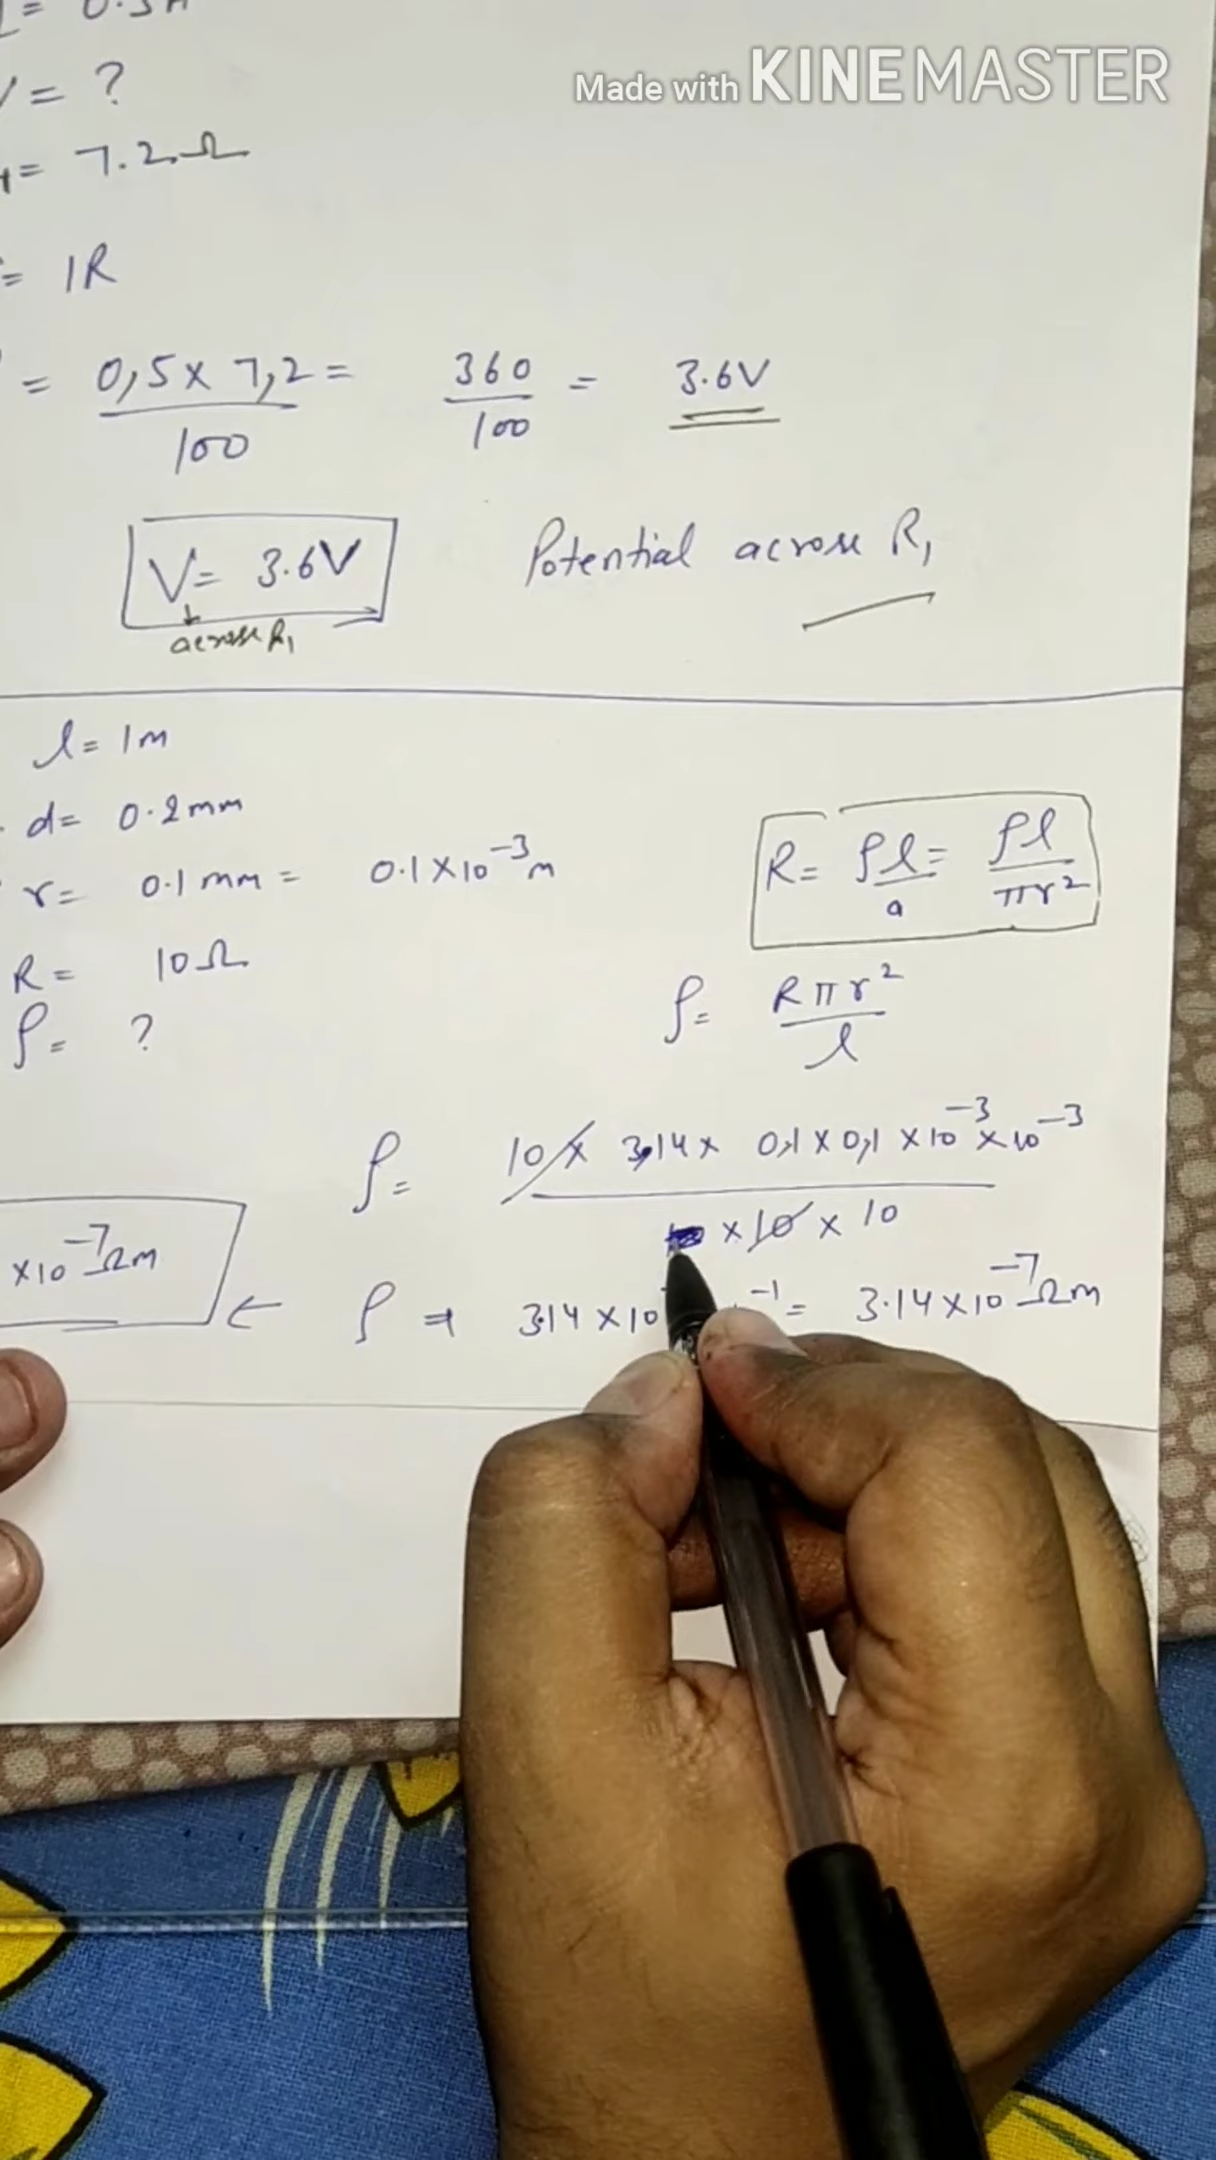 Made with KINEMASTER
V = ?
= 7.2Ω
= IR
= 0,5 x 7,2 / 100 = 360 / 100 = 3.6V
V = 3.6V
Potential across R1
across R1
l = 1m
d = 0.2mm
r = 0.1mm = 0.1 x 10^-3 m
R = ρl / a = ρl / πr²
R = 10Ω
ρ = Rπr² / l
ρ = ?
ρ = 10 x 3.14 x 0,1 x 0,1 x 10^-3 x 10^-3
x 10 x 10
x10^-7 Ωm
ρ = 3.14 x 10 ^-1 = 3.14 x 10^-7 Ωm